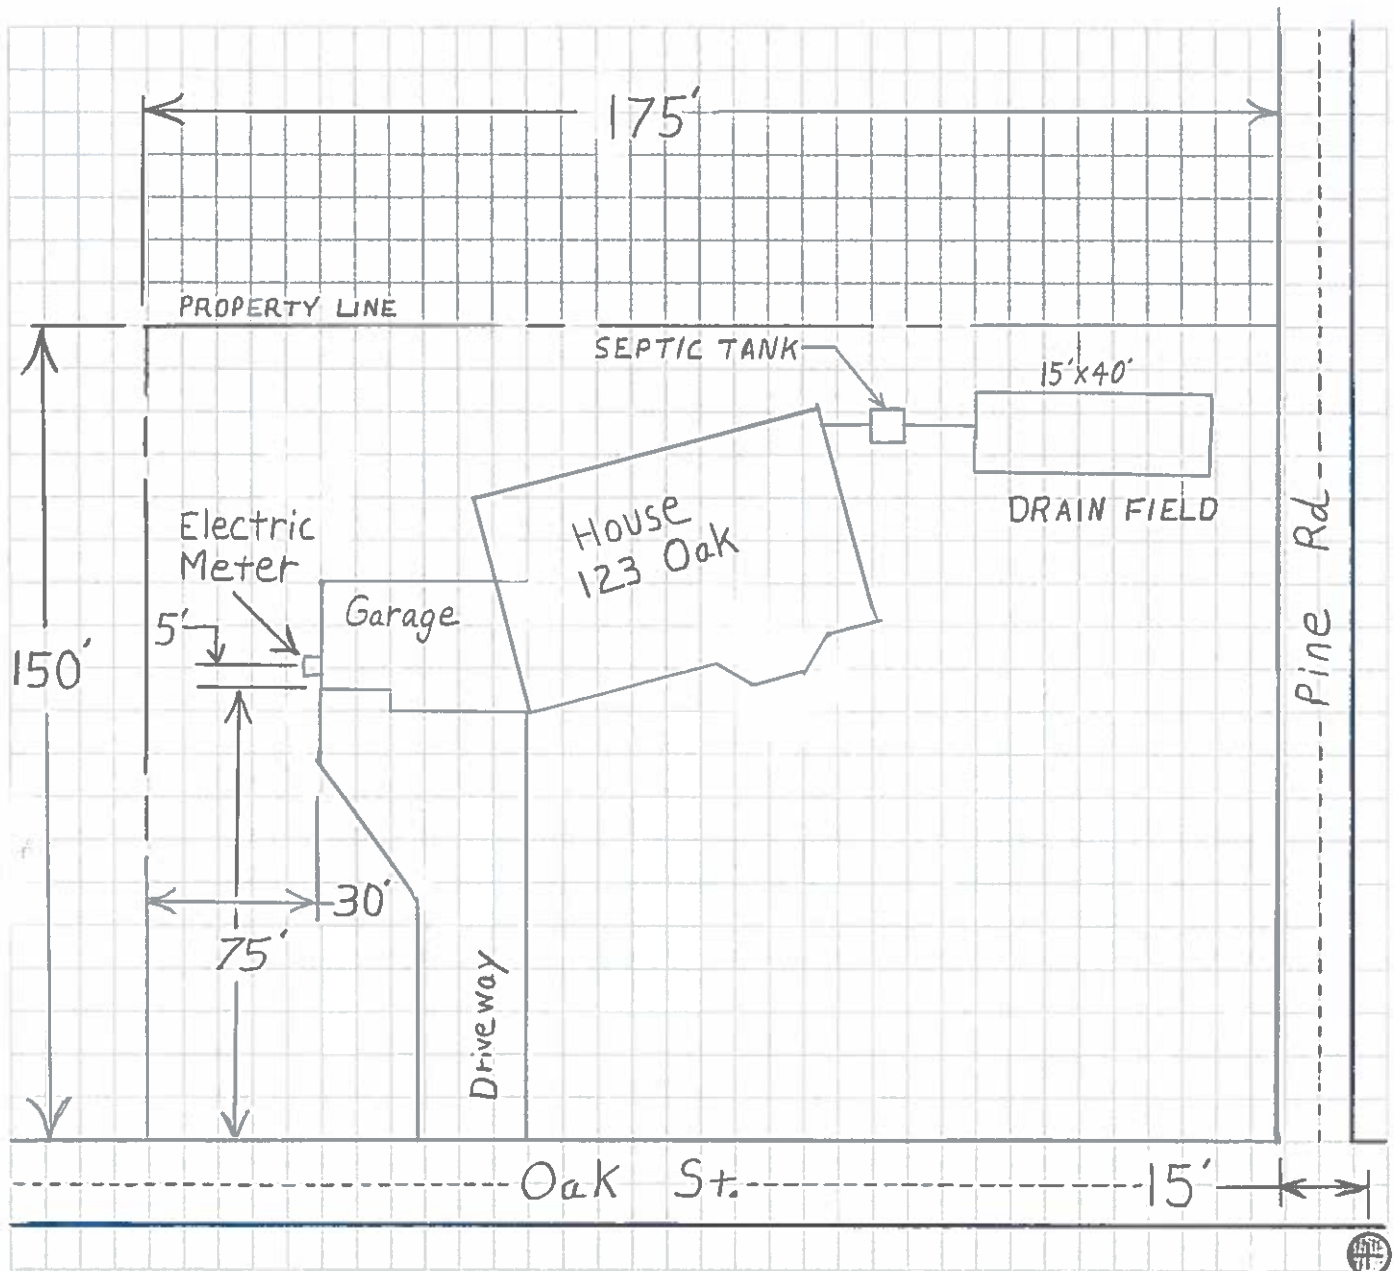 175'
PROPERTY LINE
SEPTIC TANK
15'x40'
DRAIN FIELD
House
123 Oak
Electric
Meter
Garage
5'
150'
Pine Rd
30'
75'
Driveway
Oak St.
15'